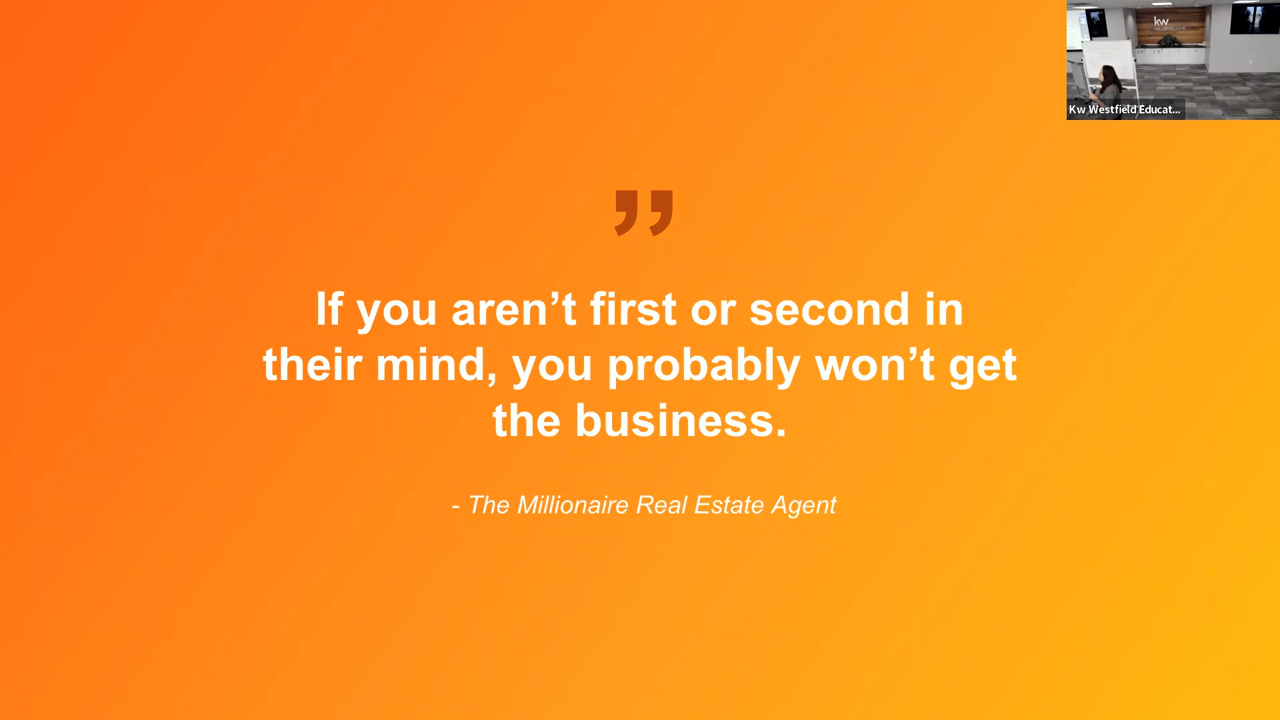 kw
Kw Westfield Educat...
”
If you aren’t first or second in
their mind, you probably won’t get
the business.
- The Millionaire Real Estate Agent